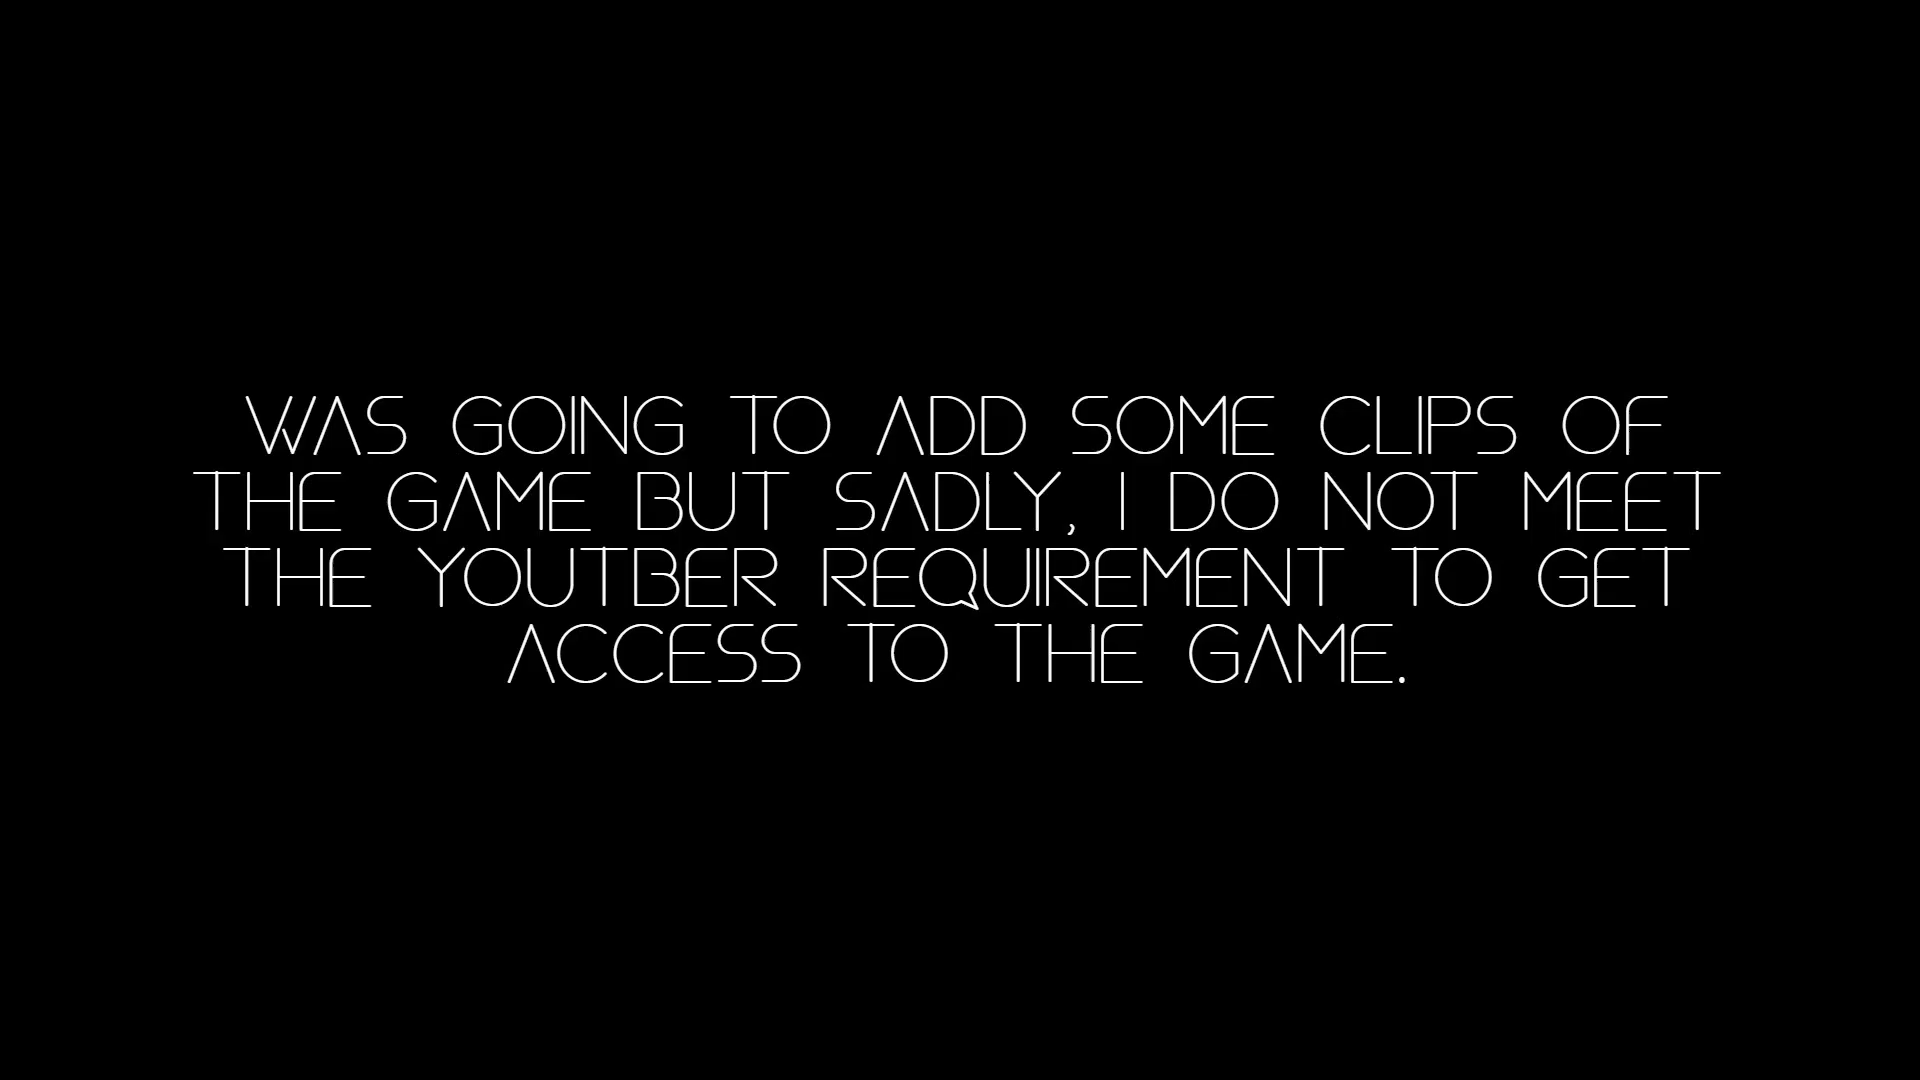 WAS GOING TO ADD SOME CLIPS OF
THE GAME BUT SADLY, I DO NOT MEET
THE YOUTBER REQUIREMENT TO GET
ACCESS TO THE GAME.